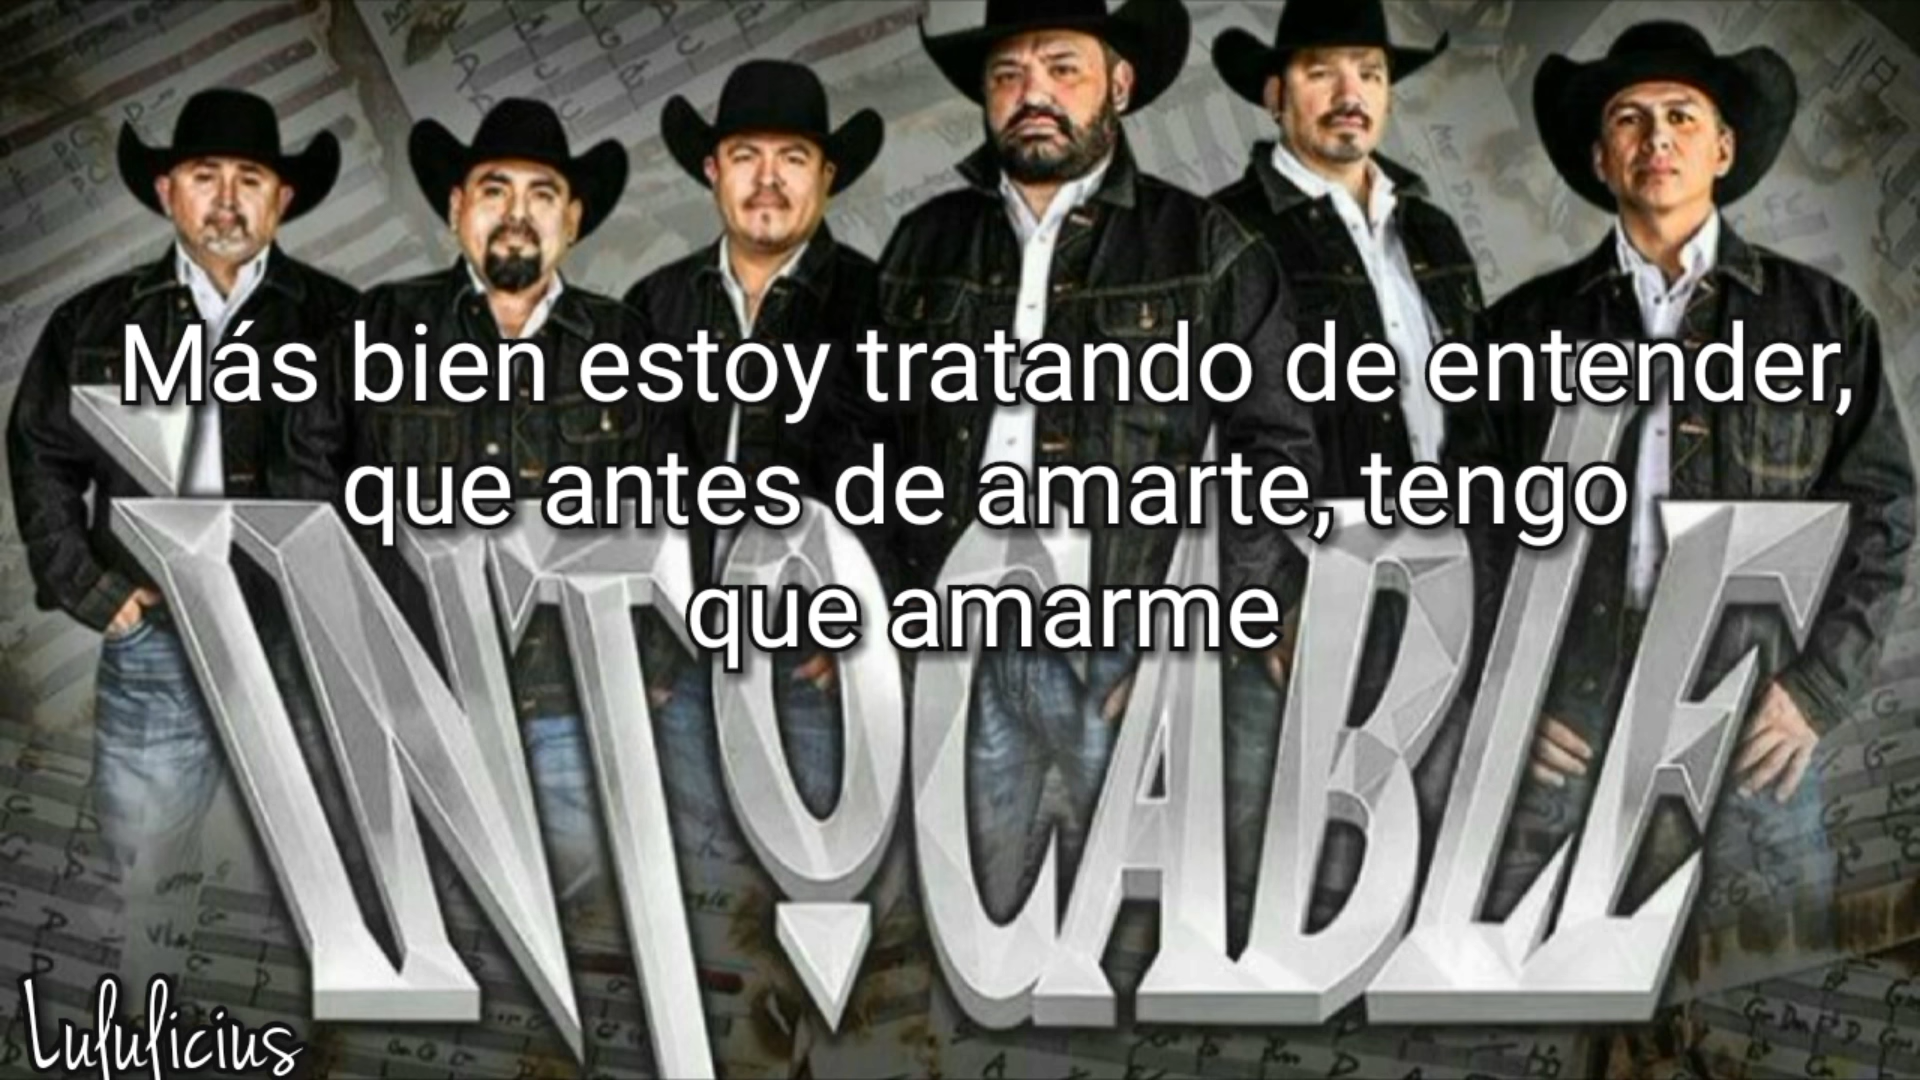 Más bien estoy tratando de entender,
que antes de amarte, tengo
que amarme
INTOCABLE
Lululicius